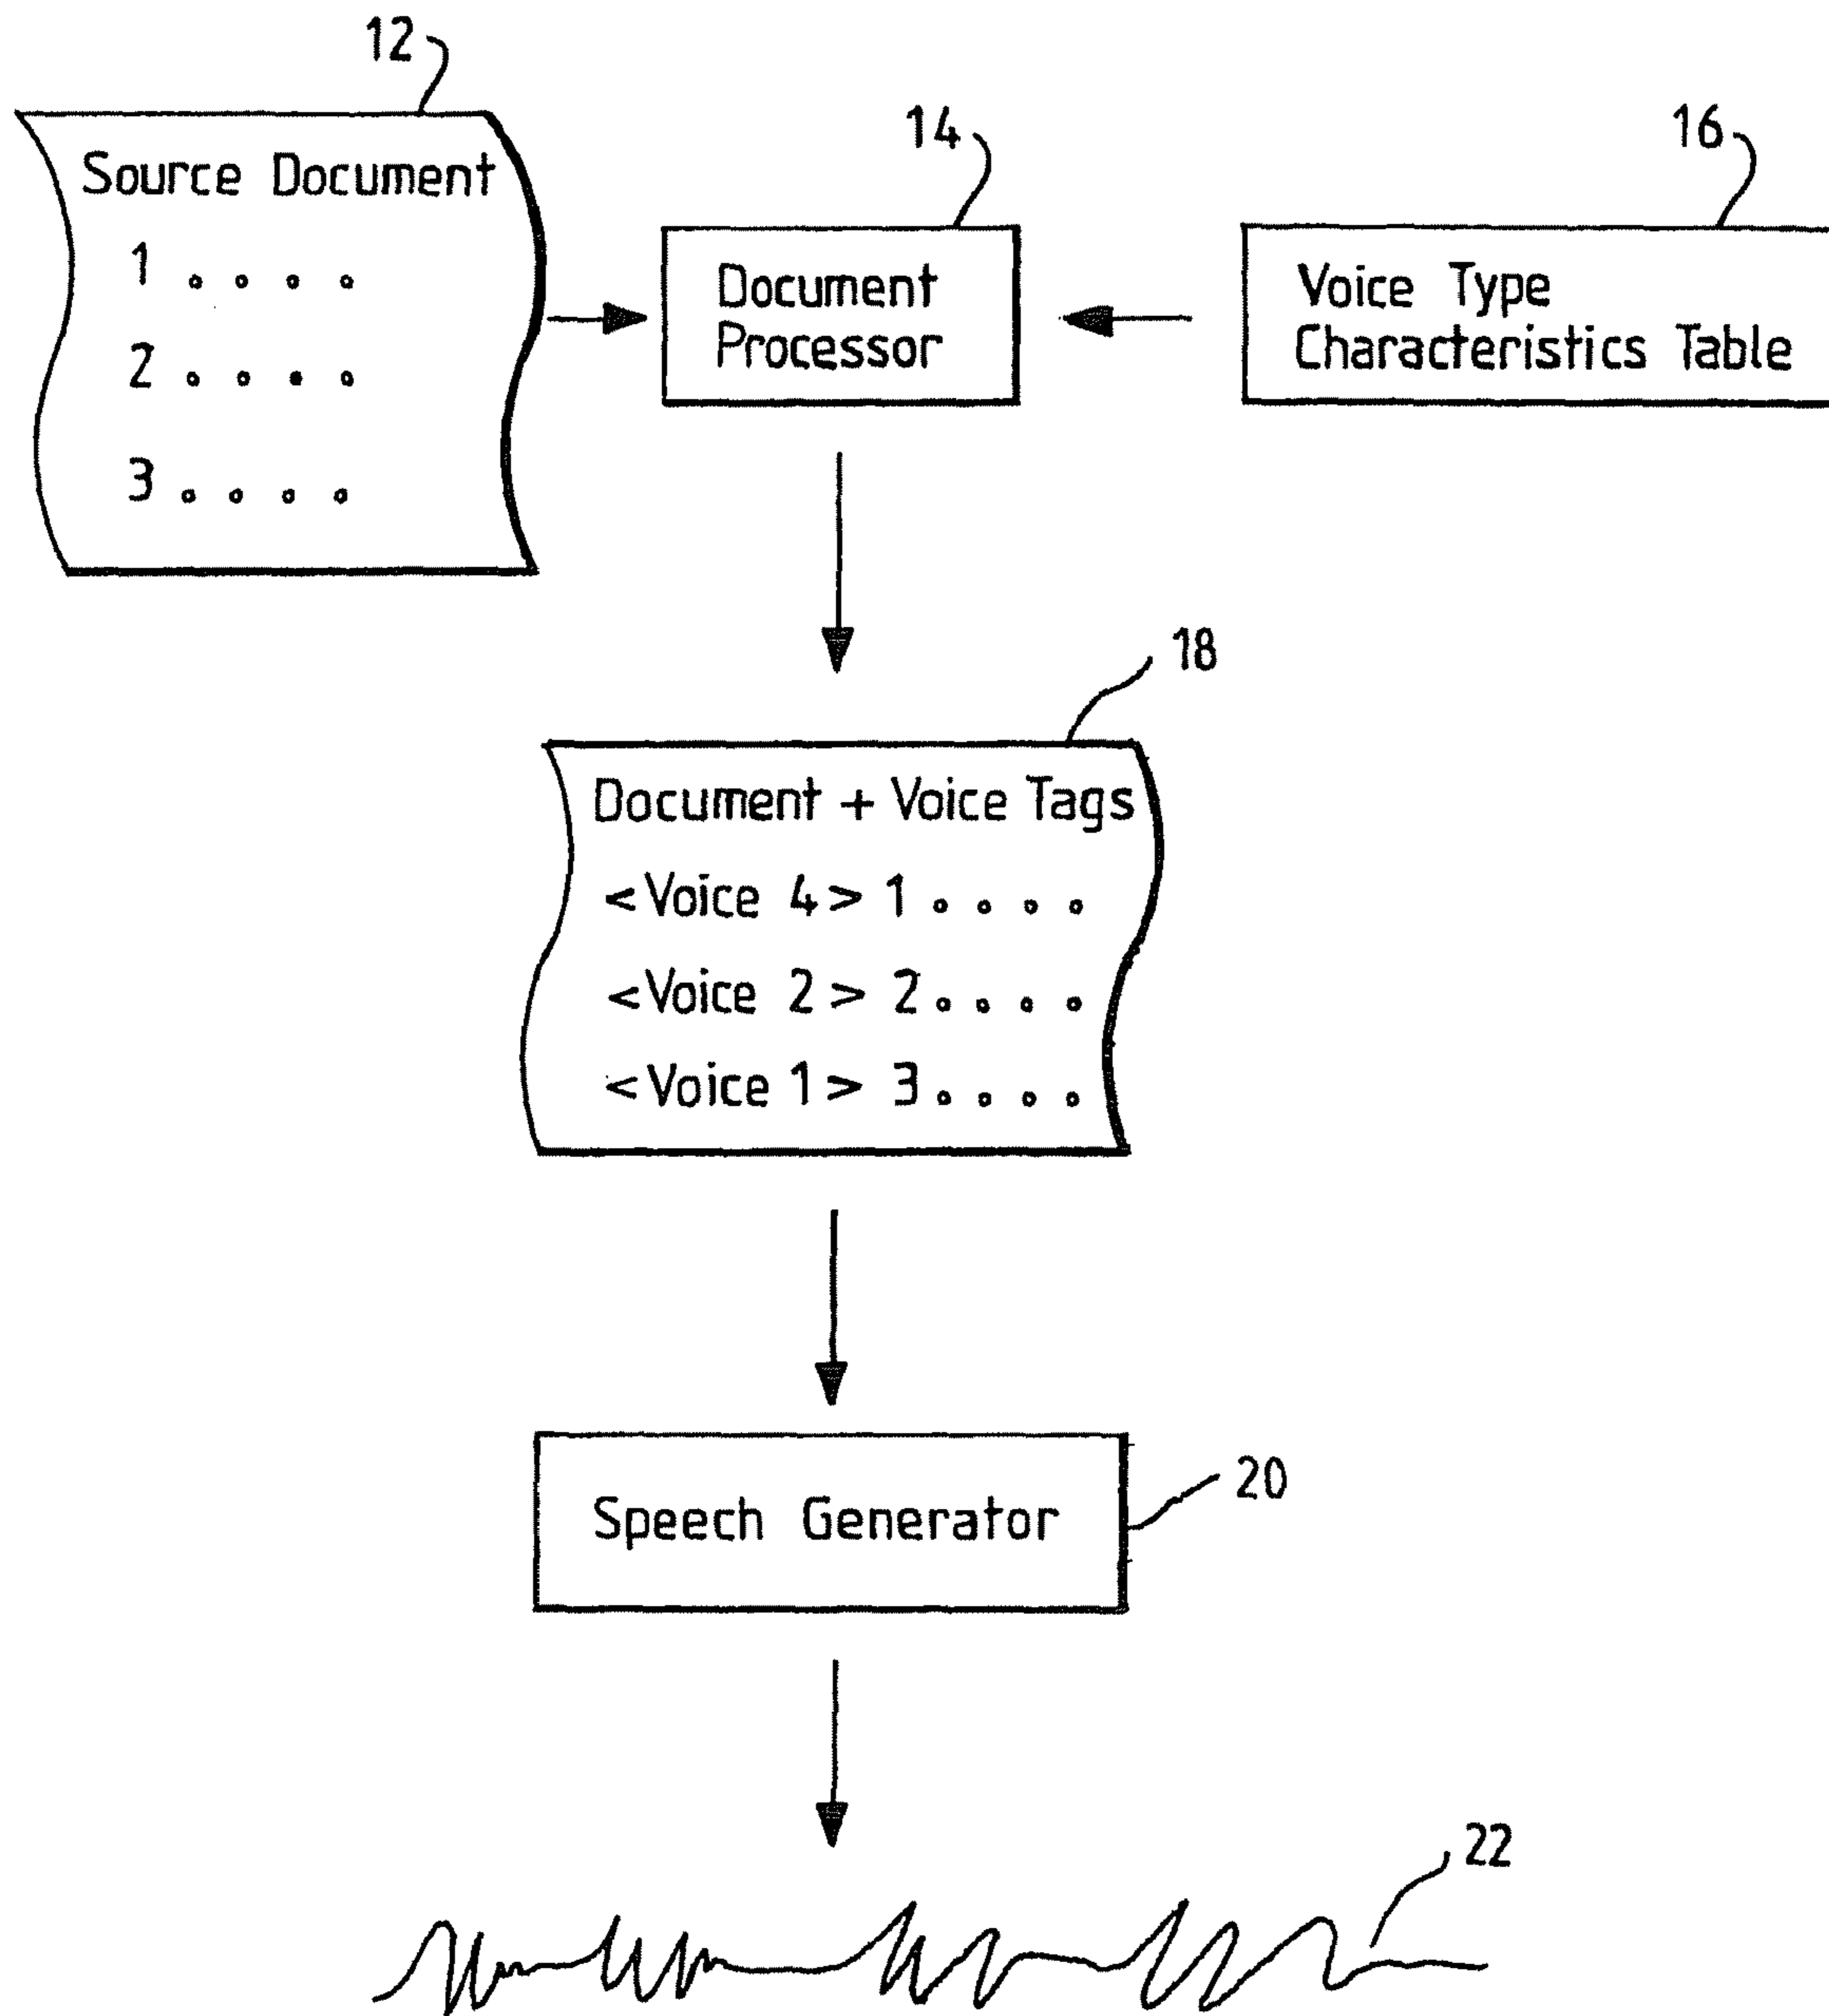 12
Source Document
1 . . . .
2 . . . .
3 . . . .
14
Document
Processor
16
Voice Type
Characteristics Table
18
Document + Voice Tags
<Voice 4> 1 . . . .
<Voice 2> 2 . . . .
<Voice 1> 3 . . . .
Speech Generator
20
22